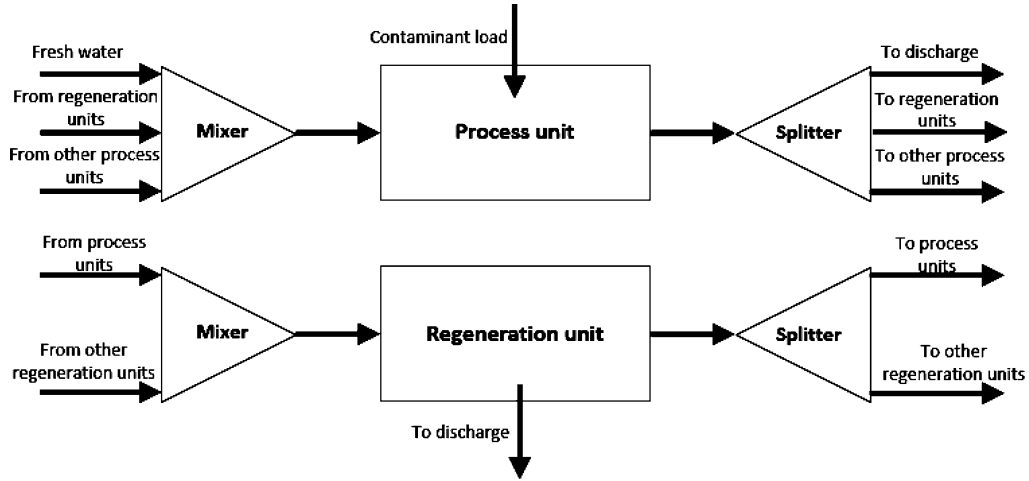 Fresh water
From regeneration
units
From other process
units
Mixer
Contaminant load
Process unit
Splitter
To discharge
To regeneration
units
To other process
units
From process
units
From other
regeneration units
Mixer
Regeneration unit
To discharge
Splitter
To process
units
To other
regeneration units